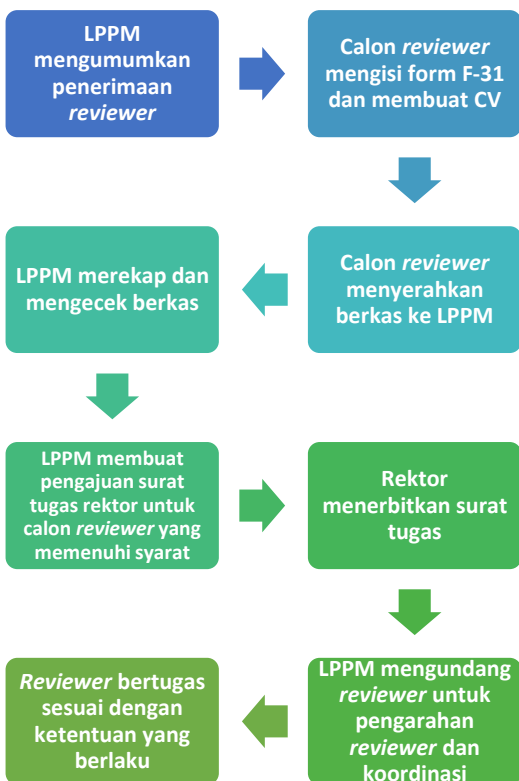 LPPM
mengumumkan
penerimaan
reviewer
Calon reviewer
mengisi form F-31
dan membuat CV
Calon reviewer
menyerahkan
berkas ke LPPM
LPPM merekap dan
mengecek berkas
LPPM membuat
pengajuan surat
tugas rektor untuk
calon reviewer yang
memenuhi syarat
Rektor
menerbitkan surat
tugas
LPPM mengundang
reviewer untuk
pengarahan
reviewer dan
koordinasi
Reviewer bertugas
sesuai dengan
ketentuan yang
berlaku